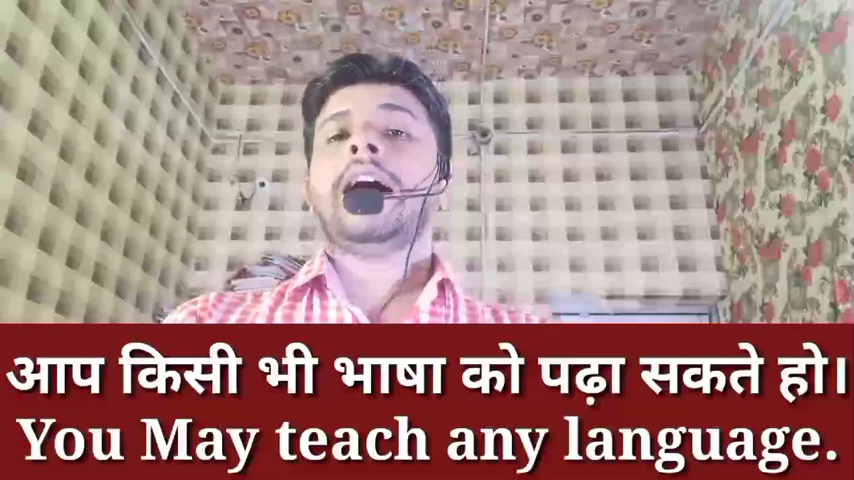 आप किसी भी भाषा को पढ़ा सकते हो।
You May teach any language.